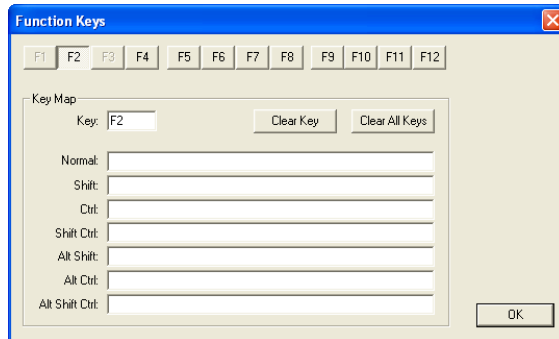 Function Keys
F1 F2 F3 F4 F5 F6 F7 F8 F9 F10 F11 F12
Key Map
Key: F2 Clear Key Clear All Keys
Normal:
Shift:
Ctrl:
Shift Ctrl:
Alt Shift:
Alt Ctrl:
Alt Shift Ctrl:
OK